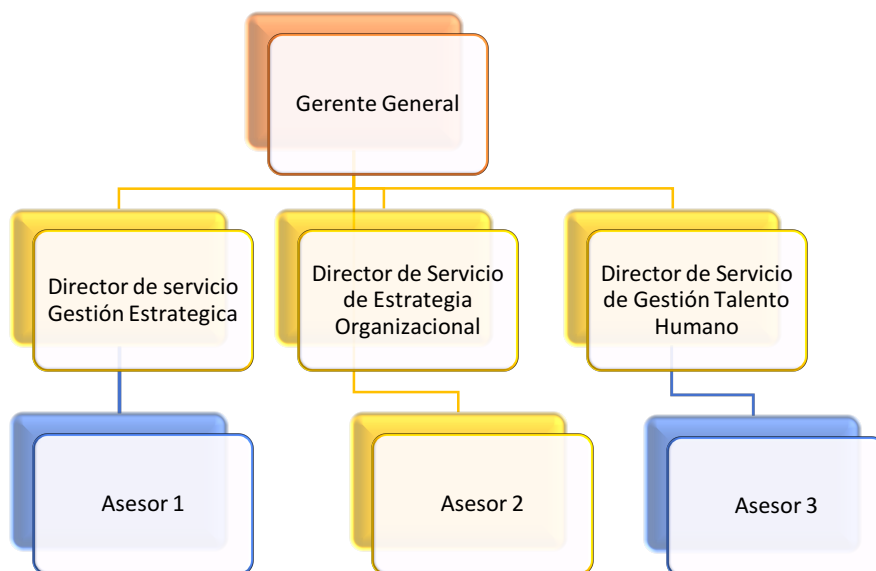 Gerente General
Director de servicio
Gestión Estrategica
Director de Servicio
de Estrategia
Organizacional
Director de Servicio
de Gestión Talento
Humano
Asesor 1
Asesor 2
Asesor 3